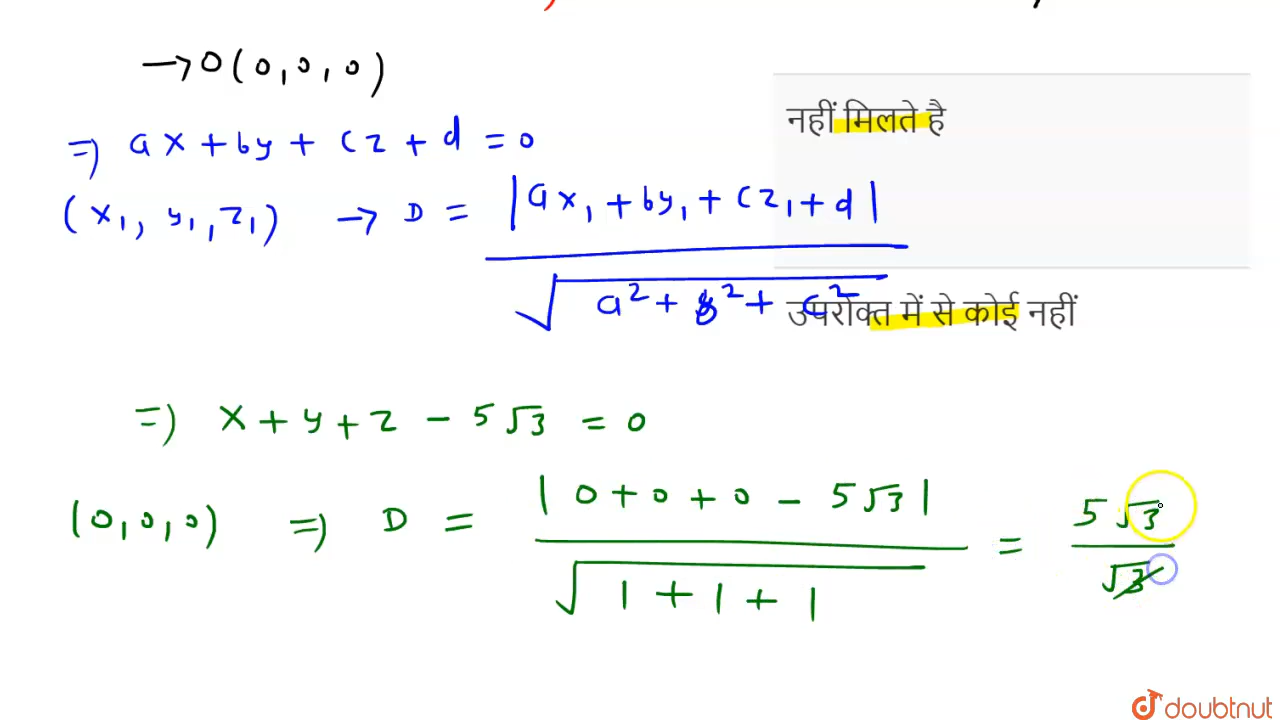 → O(0,0,0)
नहीं मिलते है
⇒ ax + by + cz + d = 0
(x₁, y₁, z₁) → D = |ax₁ + by₁ + cz₁ + d|
√a² + b² + c²
उपरोक्त में से कोई नहीं
⇒ x + y + z - 5√3 = 0
(0,0,0) ⇒ D = |0 + 0 + 0 - 5√3| = 5√3
√1 + 1 + 1 √3
doubtnut